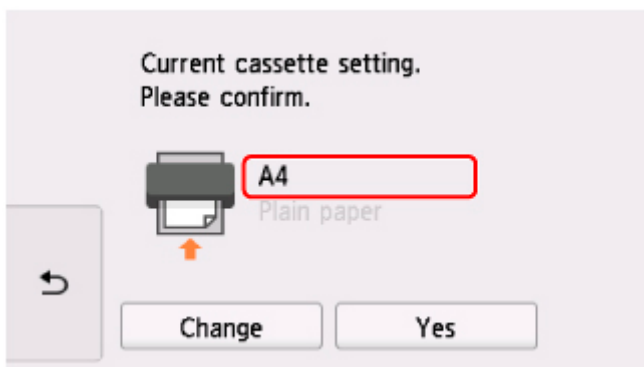 Current cassette setting.
Please confirm.
A4
Plain paper
Change
Yes